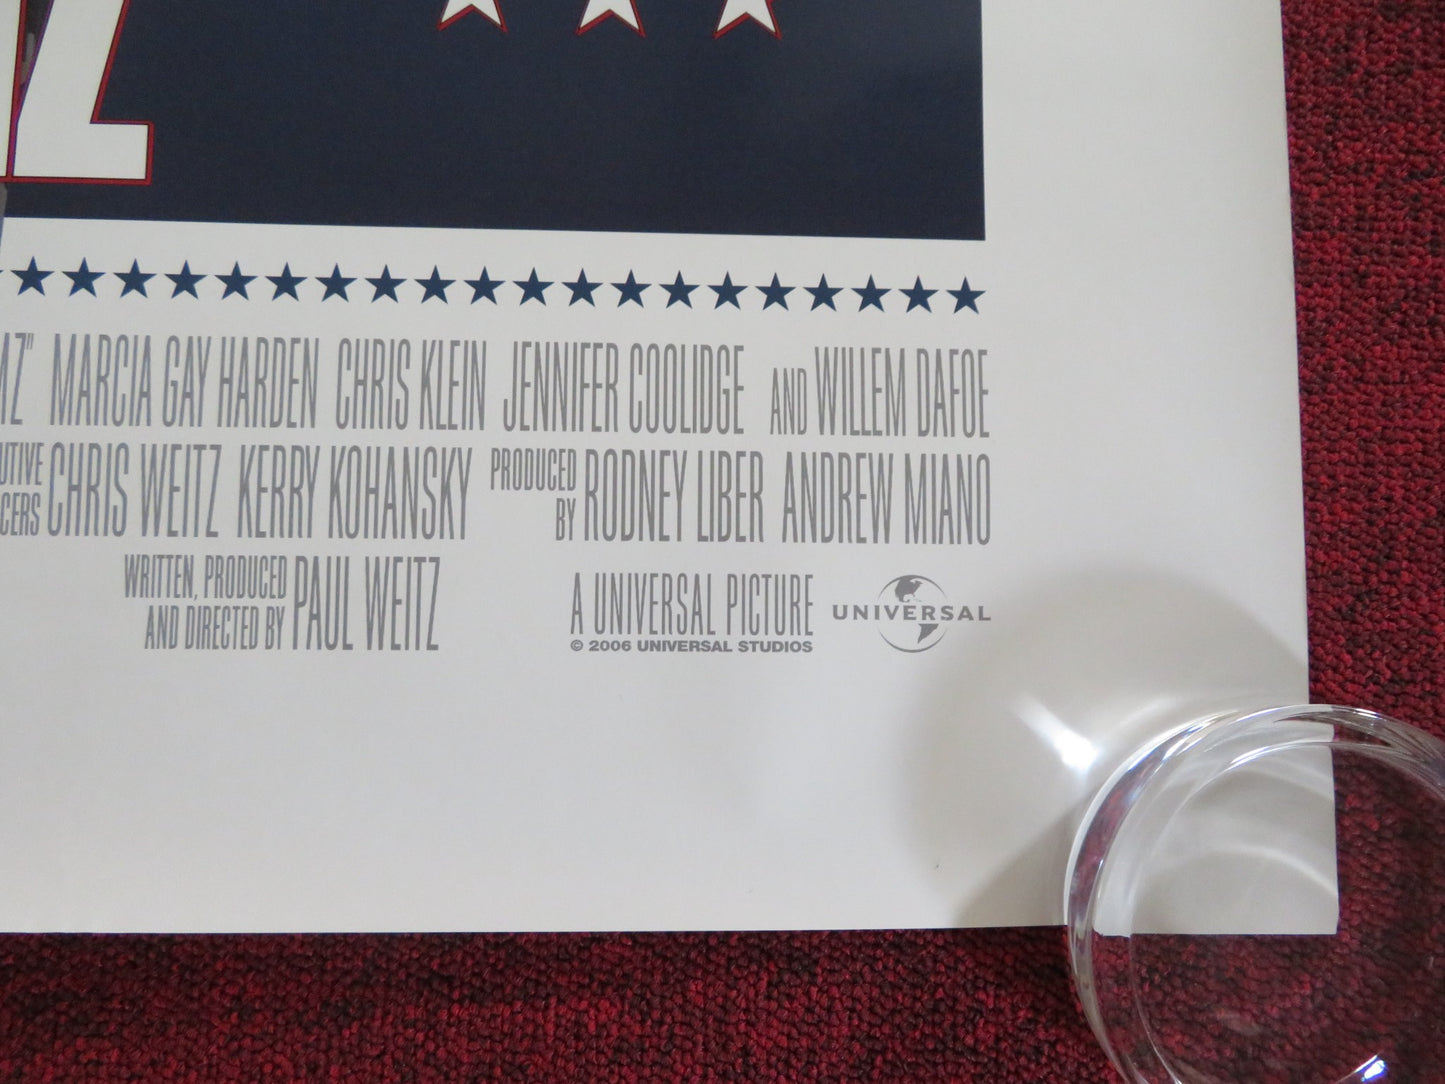 MZ" MARCIA GAY HARDEN CHRIS KLEIN JENNIFER COOLIDGE AND WILLEM DAFOE
UTIVE
CERS CHRIS WEITZ KERRY KOHANSKY PRODUCED BY RODNEY LIBER ANDREW MIANO
WRITTEN, PRODUCED
AND DIRECTED BY PAUL WEITZ
A UNIVERSAL PICTURE
© 2006 UNIVERSAL STUDIOS
UNIVERSAL